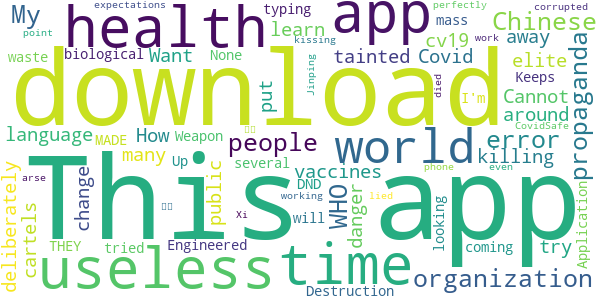 My health app typing learn Chinese expectations corrupted
point kissing mass work perfectly
waste biological Want None away tainted Covid cv19 elite Jinping
download put died I'm Keeps propaganda
language MADE How Weapon Up people world Cannot around CovidSafe error
deliberately cartels change many public several vaccines killing phone even
This app DND WHO danger looking lied Application
arse THEY tried Xi working will coming try
useless Engineered time Destruction organization